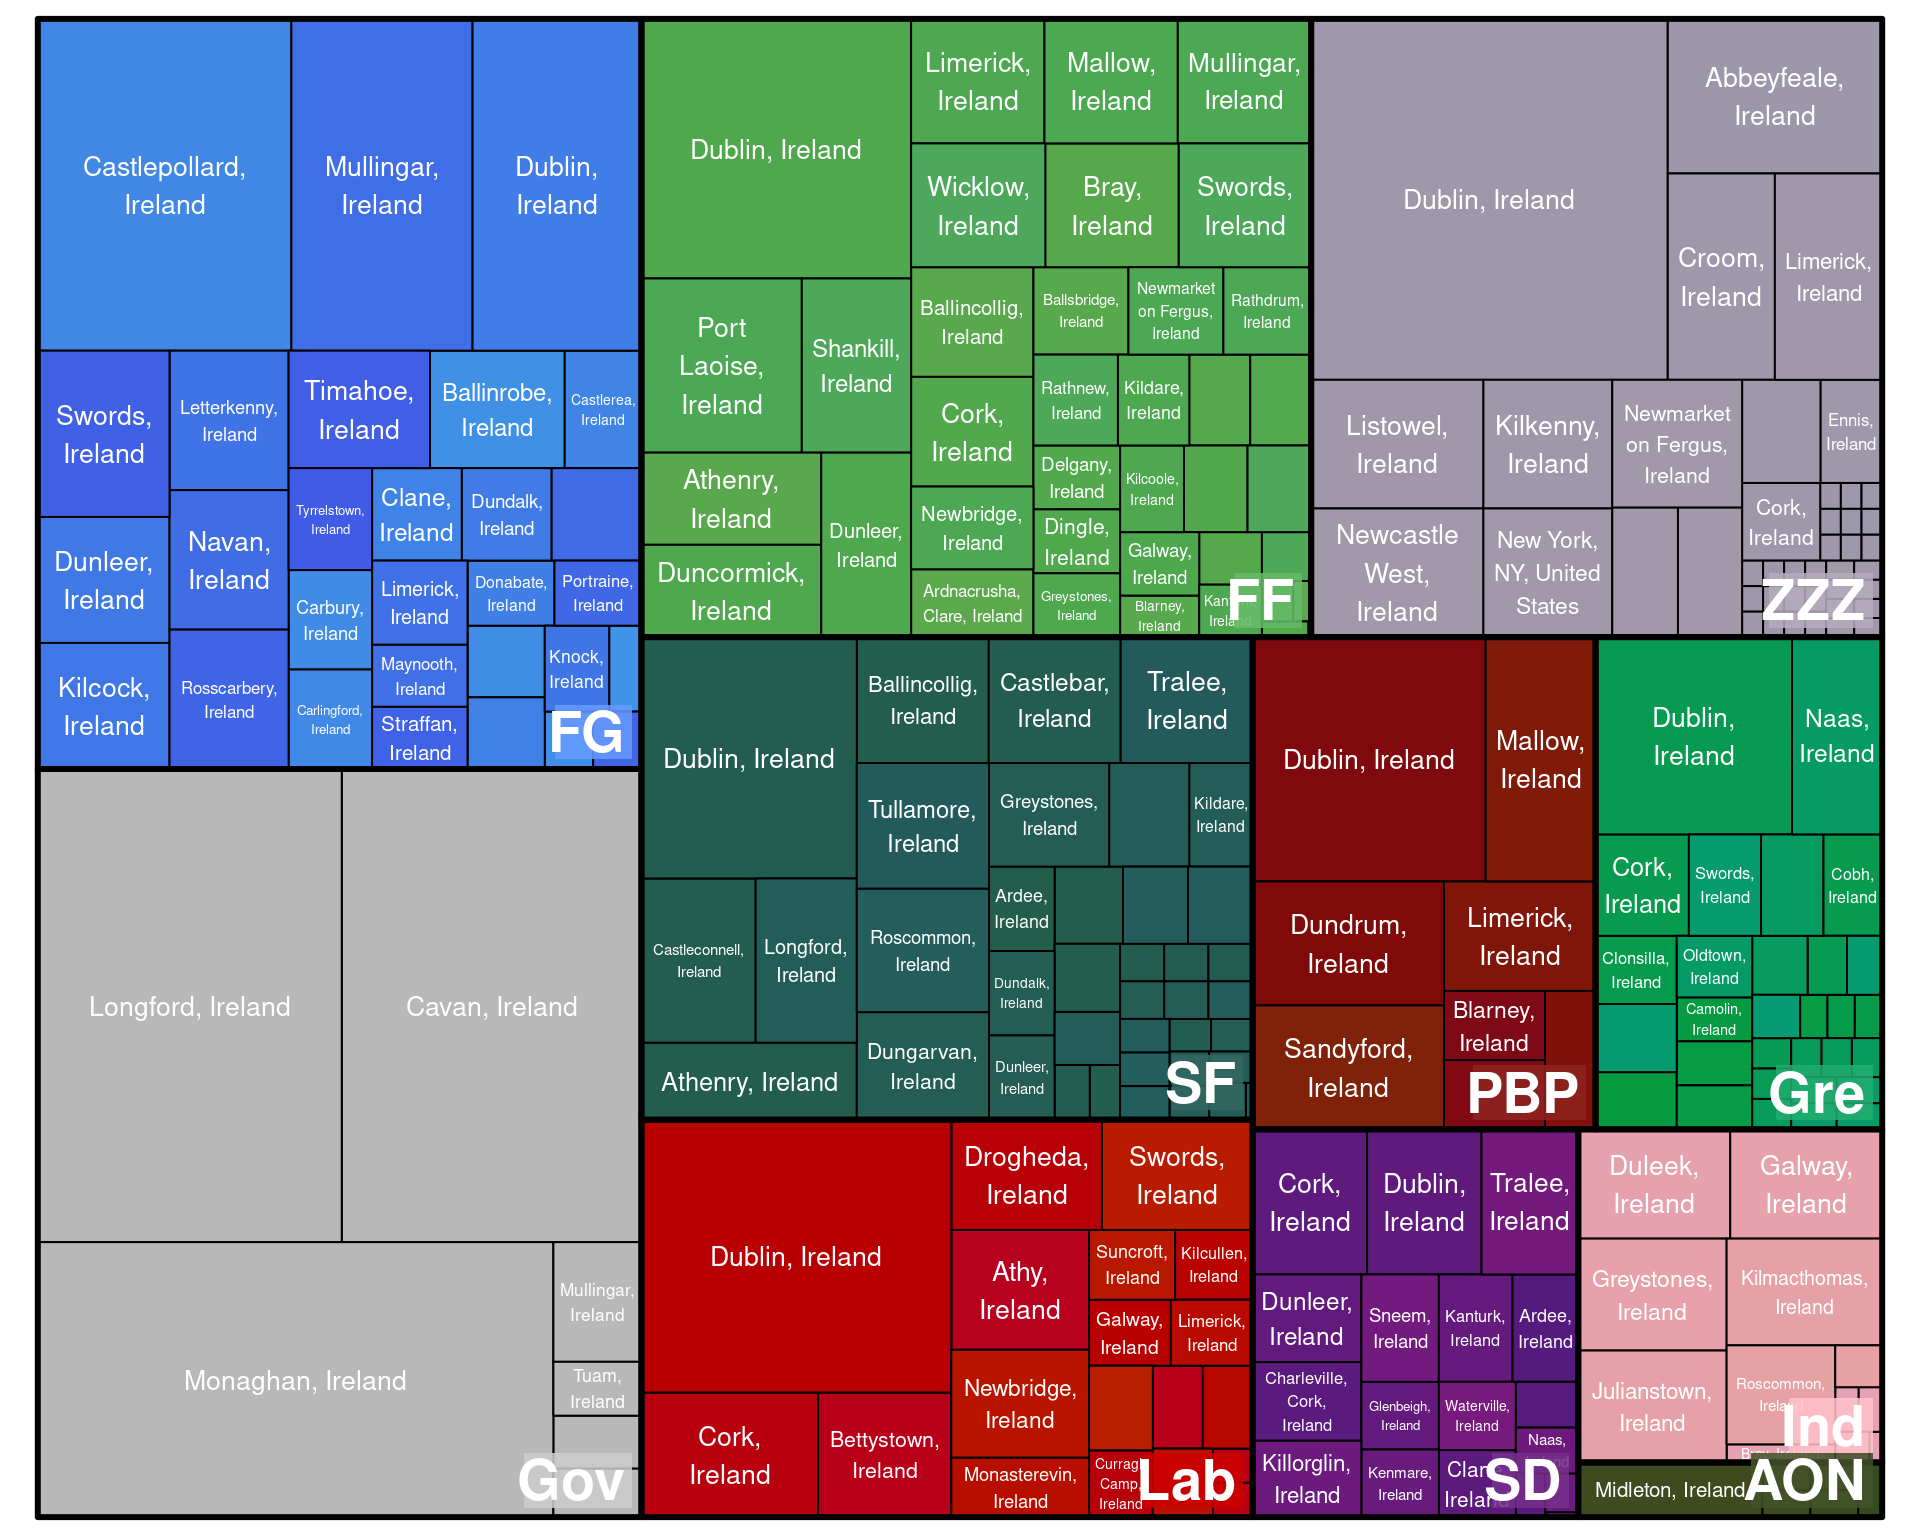 Castlepollard,
Ireland
Mullingar,
Ireland
Dublin,
Ireland
Swords,
Ireland
Letterkenny,
Ireland
Timahoe,
Ireland
Ballinrobe,
Ireland
Castlerea,
Ireland
Dunleer,
Ireland
Navan,
Ireland
Tyrrelstown,
Ireland
Clane,
Ireland
Dundalk,
Ireland
Carbury,
Ireland
Limerick,
Ireland
Donabate,
Ireland
Portraine,
Ireland
Kilcock,
Ireland
Rosscarbery,
Ireland
Carlingford,
Ireland
Maynooth,
Ireland
Straffan,
Ireland
Knock,
Ireland
FG
Longford, Ireland
Cavan, Ireland
Monaghan, Ireland
Mullingar,
Ireland
Tuam,
Ireland
Gov
Dublin, Ireland
Limerick,
Ireland
Mallow,
Ireland
Mullingar,
Ireland
Wicklow,
Ireland
Bray,
Ireland
Swords,
Ireland
Port
Laoise,
Ireland
Shankill,
Ireland
Ballincollig,
Ireland
Ballsbridge,
Ireland
Newmarket
on Fergus,
Ireland
Rathdrum,
Ireland
Cork,
Ireland
Rathnew,
Ireland
Kildare,
Ireland
Athenry,
Ireland
Dunleer,
Ireland
Duncormick,
Ireland
Newbridge,
Ireland
Delgany,
Ireland
Kilcoole,
Ireland
Dingle,
Ireland
Galway,
Ireland
Ardnacrusha,
Clare, Ireland
Greystones,
Ireland
Blarney,
Ireland
FF
Dublin, Ireland
Abbeyfeale,
Ireland
Croom,
Ireland
Limerick,
Ireland
Listowel,
Ireland
Kilkenny,
Ireland
Newmarket
on Fergus,
Ireland
Ennis,
Ireland
Newcastle
West,
Ireland
New York,
NY, United
States
Cork,
Ireland
ZZZ
Dublin, Ireland
Ballincollig,
Ireland
Castlebar,
Ireland
Tralee,
Ireland
Tullamore,
Ireland
Greystones,
Ireland
Kildare,
Ireland
Castleconnell,
Ireland
Longford,
Ireland
Roscommon,
Ireland
Ardee,
Ireland
Dundalk,
Ireland
Athenry, Ireland
Dungarvan,
Ireland
Dunleer,
Ireland
SF
Dublin, Ireland
Mallow,
Ireland
Dundrum,
Ireland
Limerick,
Ireland
Sandyford,
Ireland
Blarney,
Ireland
PBP
Dublin,
Ireland
Naas,
Ireland
Cork,
Ireland
Swords,
Ireland
Cobh,
Ireland
Clonsilla,
Ireland
Oldtown,
Ireland
Camolin,
Ireland
Gre
Dublin, Ireland
Drogheda,
Ireland
Swords,
Ireland
Athy,
Ireland
Suncroft,
Ireland
Kilcullen,
Ireland
Galway,
Ireland
Limerick,
Ireland
Cork,
Ireland
Bettystown,
Ireland
Newbridge,
Ireland
Monasterevin,
Ireland
Camp,
Ireland
Lab
Cork,
Ireland
Dublin,
Ireland
Tralee,
Ireland
Dunleer,
Ireland
Sneem,
Ireland
Kanturk,
Ireland
Ardee,
Ireland
Charleville,
Cork,
Ireland
Glenbeigh,
Ireland
Waterville,
Ireland
Naas,
Killorglin,
Ireland
Kenmare,
Ireland
SD
Duleek,
Ireland
Galway,
Ireland
Greystones,
Ireland
Kilmacthomas,
Ireland
Julianstown,
Ireland
Roscommon,
Ind
Midleton, Ireland
AON